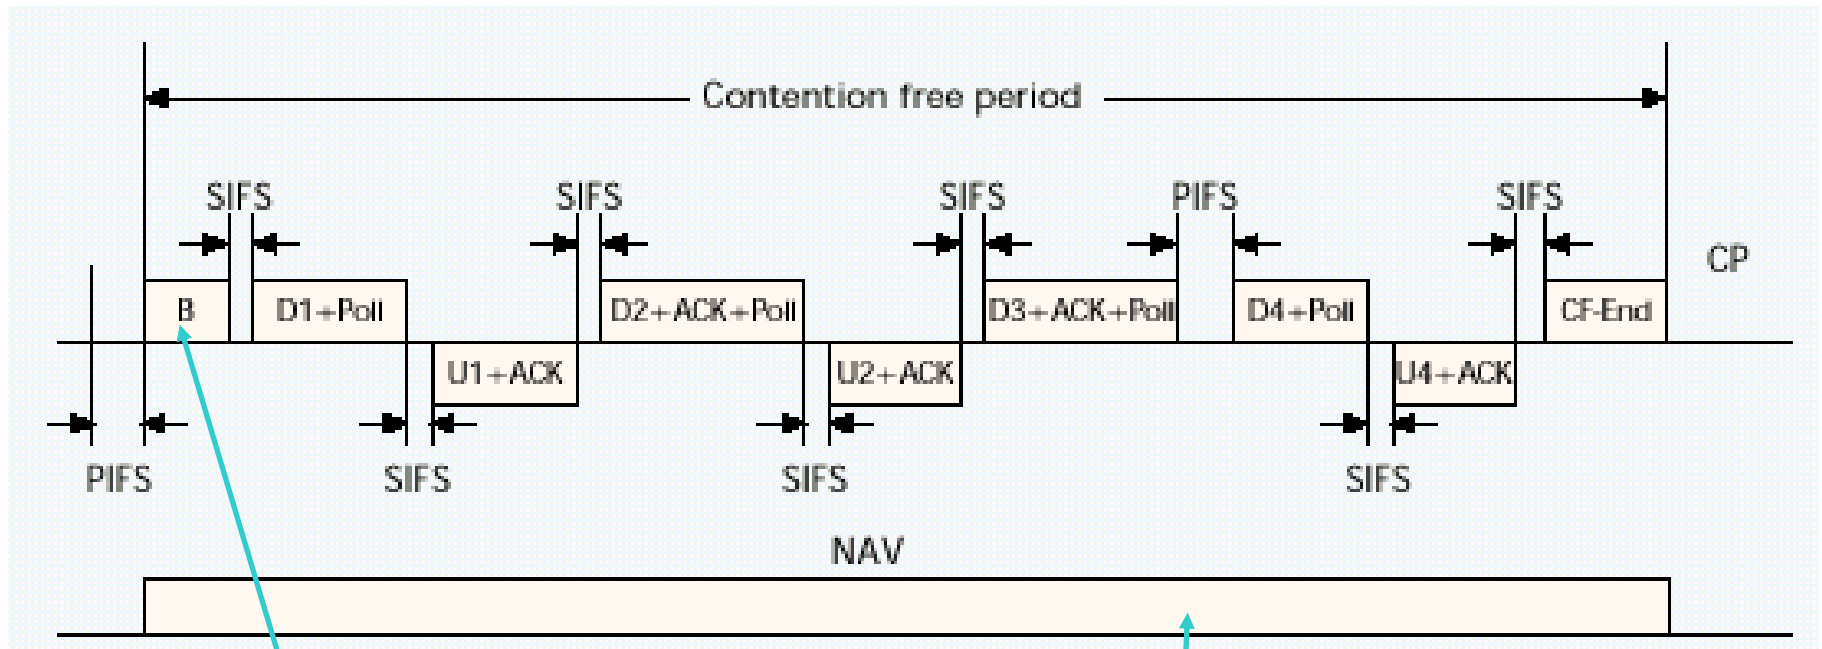 Contention free period
SIFS SIFS SIFS PIFS SIFS
CP
B D1+Poll D2+ACK+Poll D3+ACK+Poll D4+Poll CF-End
U1+ACK U2+ACK U4+ACK
PIFS SIFS SIFS SIFS
NAV